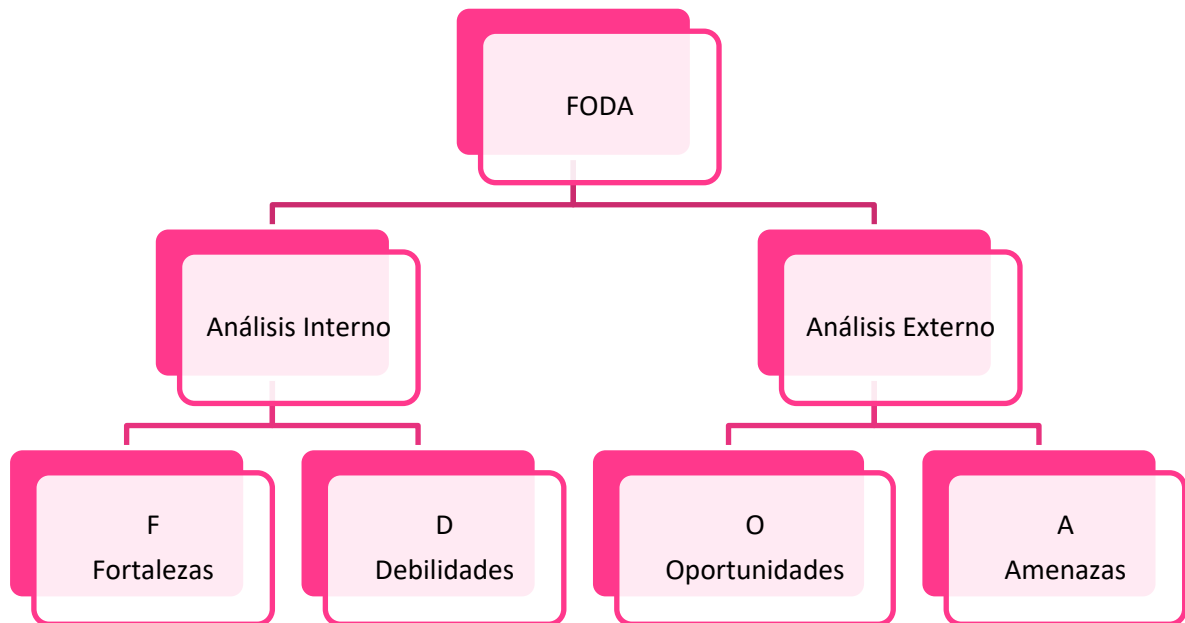 FODA
Análisis Interno
Análisis Externo
F
Fortalezas
D
Debilidades
O
Oportunidades
A
Amenazas